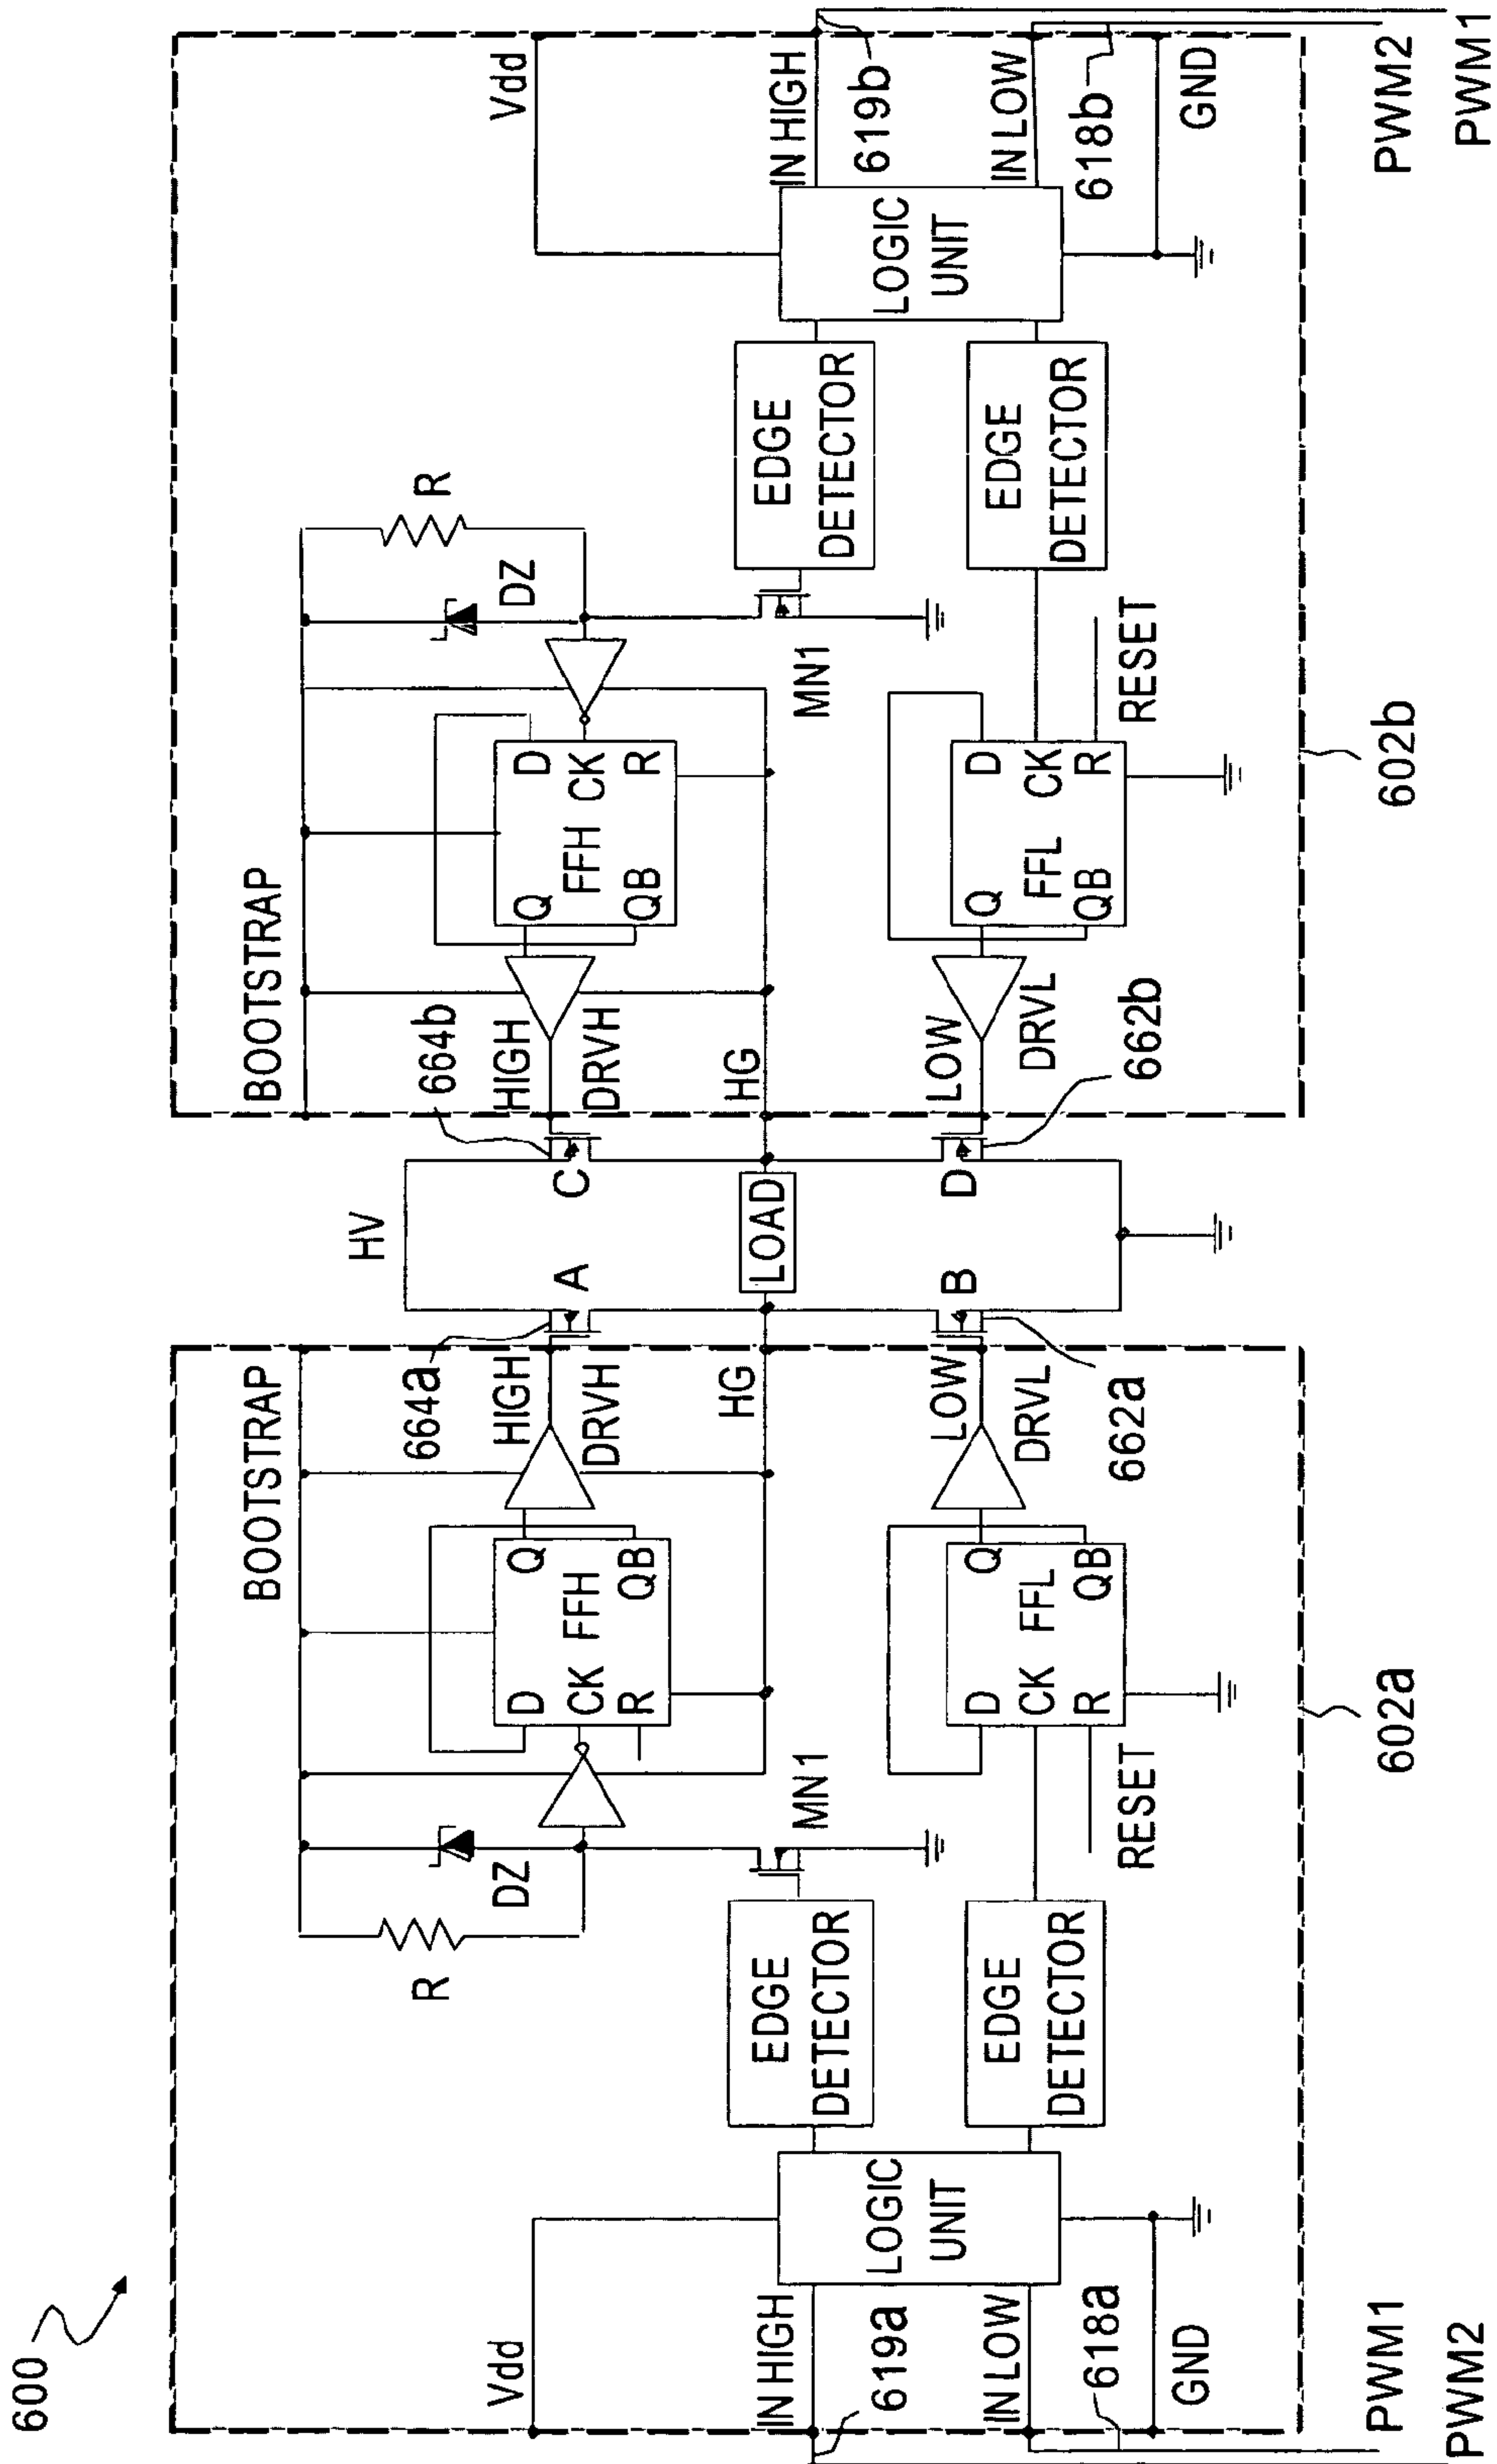 600
602a
Vdd
IN HIGH
619a
IN LOW
618a
GND
PWM1
PWM2
LOGIC
UNIT
EDGE
DETECTOR
EDGE
DETECTOR
R
DZ
MN1
BOOTSTRAP
D
Q
CK
FFH
R
QB
HIGH
DRVH
664a
HG
D
Q
CK
FFL
R
QB
RESET
LOW
DRVL
662a
HV
A
C
LOAD
B
D
602b
BOOTSTRAP
664b
HIGH
DRVH
HG
Q
D
FFH
CK
QB
R
LOW
DRVL
662b
Q
D
FFL
CK
QB
R
RESET
DZ
R
MN1
EDGE
DETECTOR
EDGE
DETECTOR
LOGIC
UNIT
Vdd
IN HIGH
619b
IN LOW
618b
GND
PWM2
PWM1